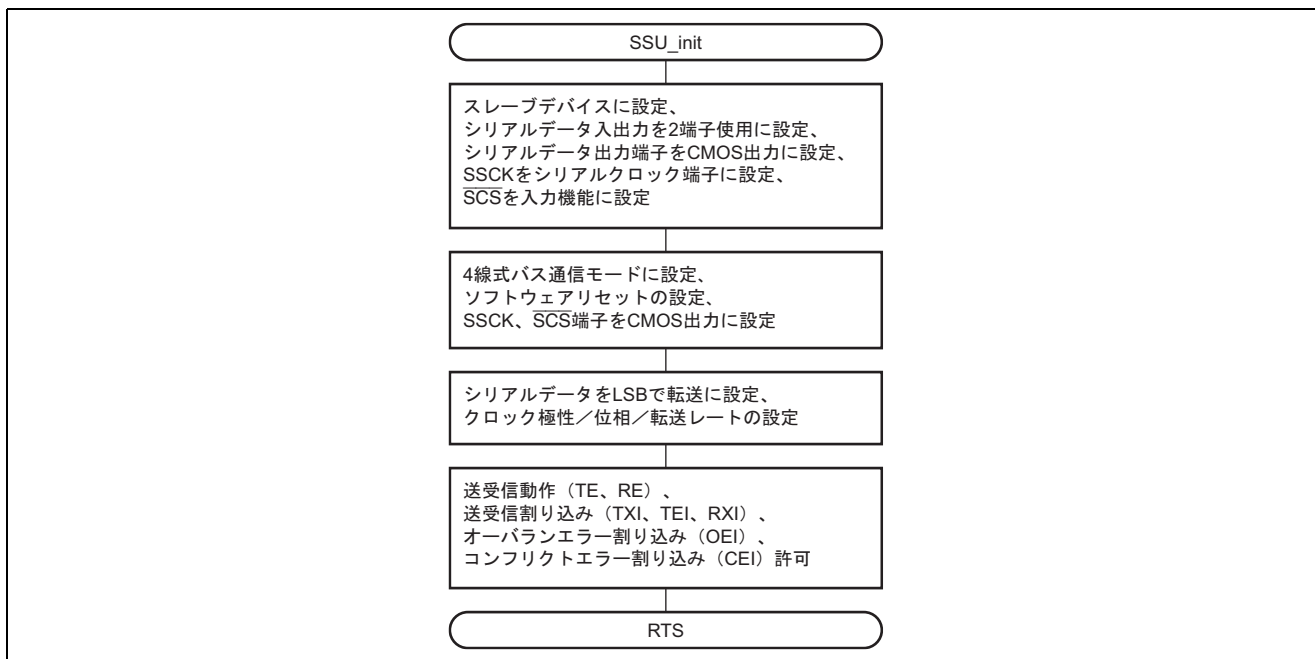 SSU_init
スレーブデバイスに設定、
シリアルデータ入出力を2端子使用に設定、
シリアルデータ出力端子をCMOS出力に設定、
SSCKをシリアルクロック端子に設定、
S̅C̅S̅を入力機能に設定
4線式バス通信モードに設定、
ソフトウェアリセットの設定、
SSCK、S̅C̅S̅端子をCMOS出力に設定
シリアルデータをLSBで転送に設定、
クロック極性／位相／転送レートの設定
送受信動作（TE、RE）、
送受信割り込み（TXI、TEI、RXI）、
オーバランエラー割り込み（OEI）、
コンフリクトエラー割り込み（CEI）許可
RTS